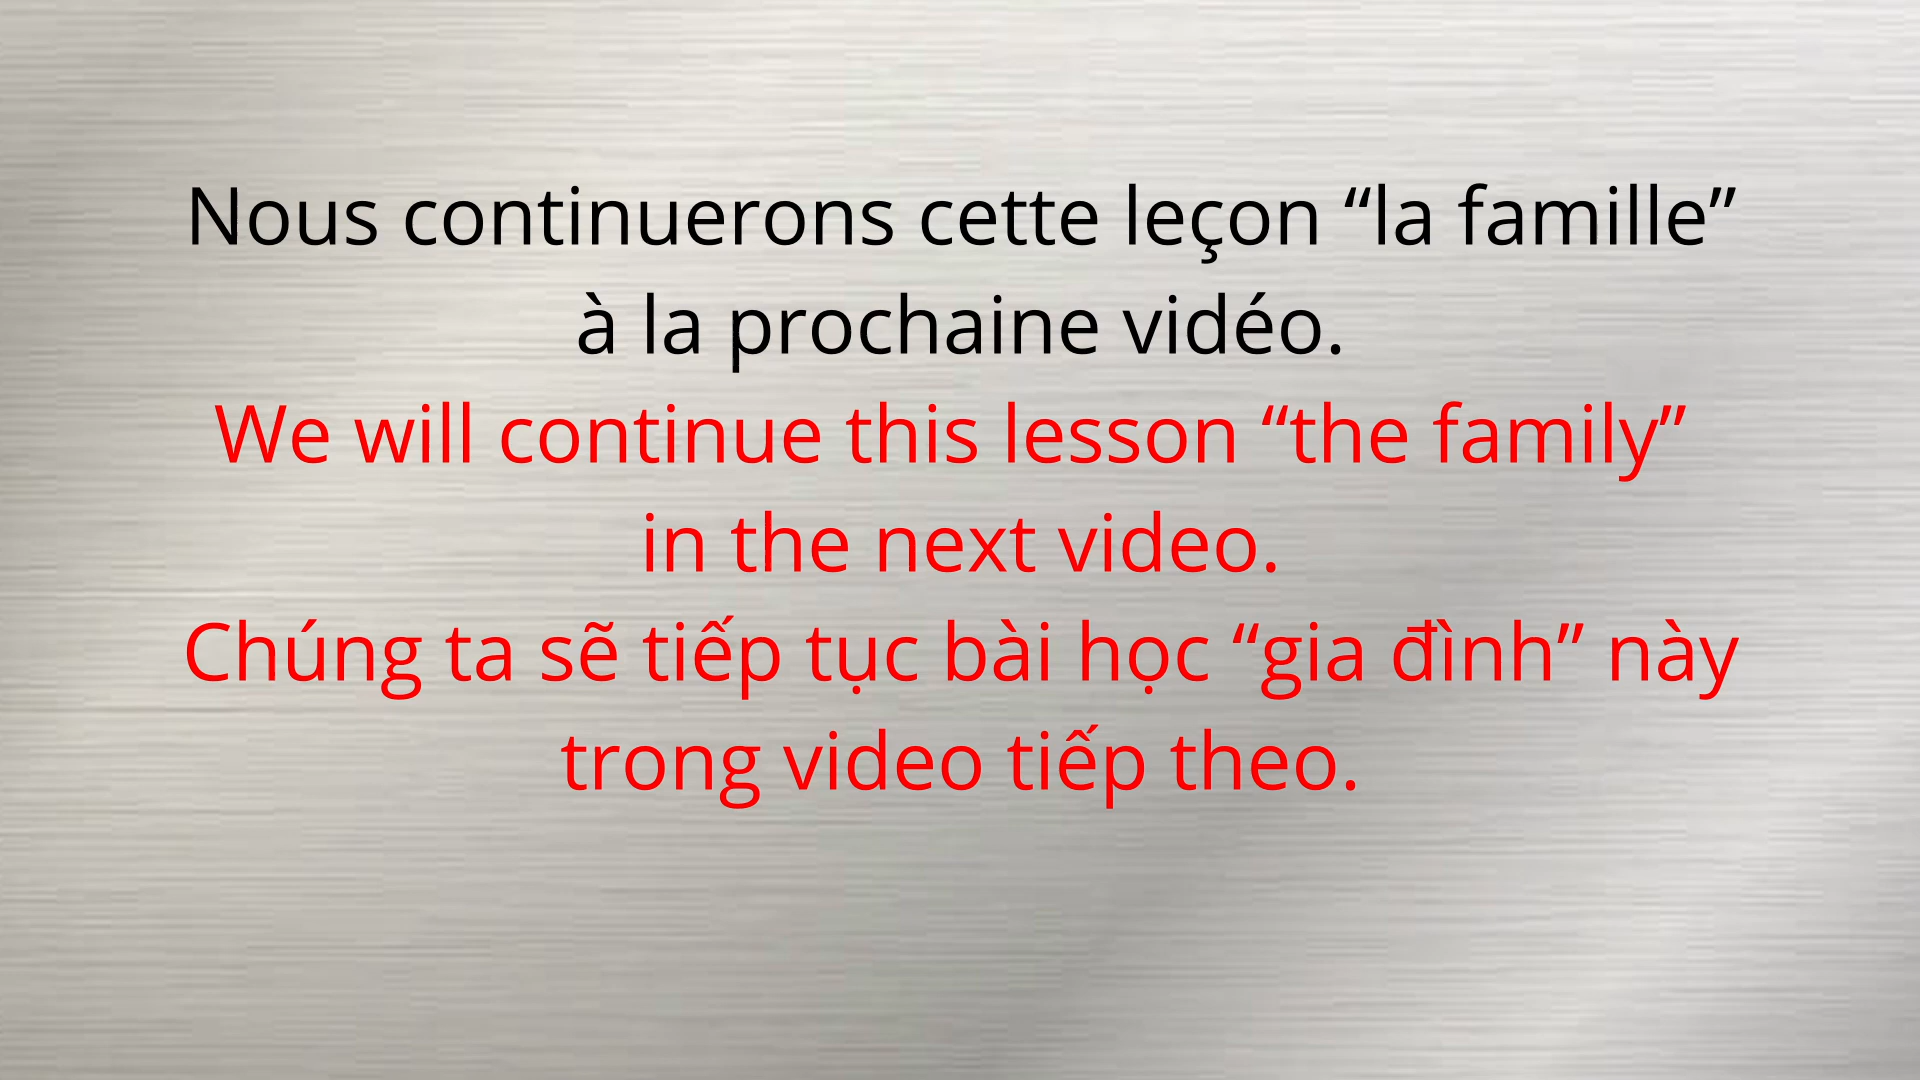 Nous continuerons cette leçon “la famille”
à la prochaine vidéo.
We will continue this lesson “the family”
in the next video.
Chúng ta sẽ tiếp tục bài học “gia đình” này
trong video tiếp theo.